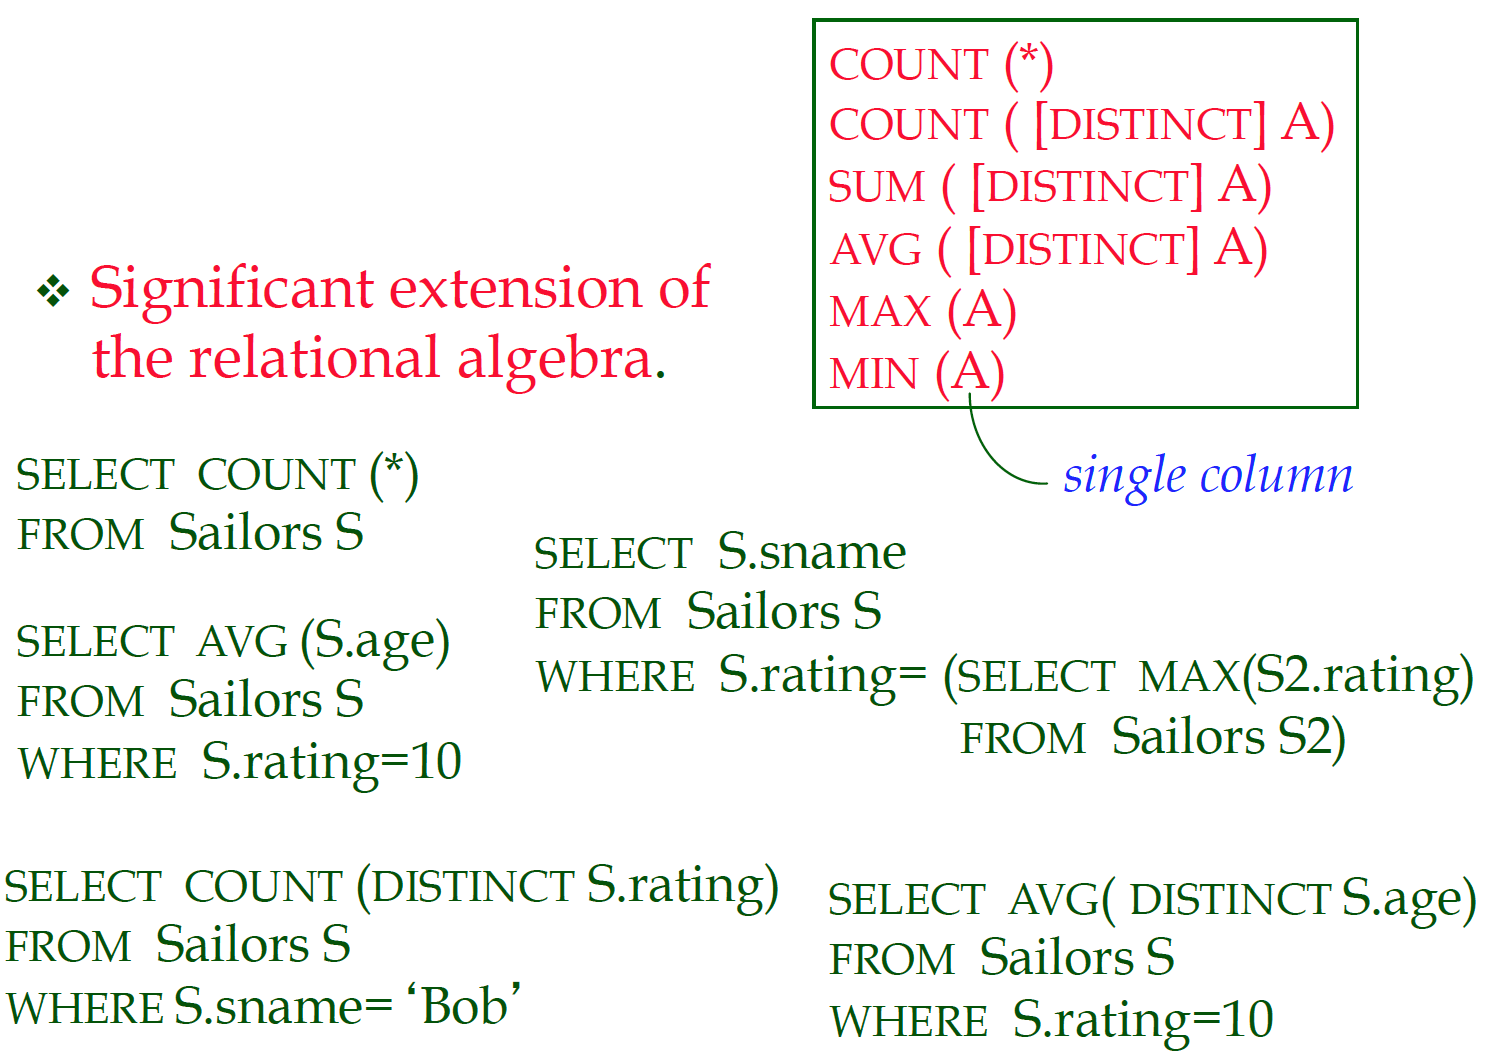 COUNT (*)
COUNT ( [DISTINCT] A)
SUM ( [DISTINCT] A)
AVG ( [DISTINCT] A)
MAX (A)
MIN (A)
single column
❖ Significant extension of
the relational algebra.
SELECT COUNT (*)
FROM Sailors S
SELECT AVG (S.age)
FROM Sailors S
WHERE S.rating=10
SELECT S.sname
FROM Sailors S
WHERE S.rating= (SELECT MAX(S2.rating)
FROM Sailors S2)
SELECT COUNT (DISTINCT S.rating)
FROM Sailors S
WHERE S.sname= ‘Bob’
SELECT AVG( DISTINCT S.age)
FROM Sailors S
WHERE S.rating=10